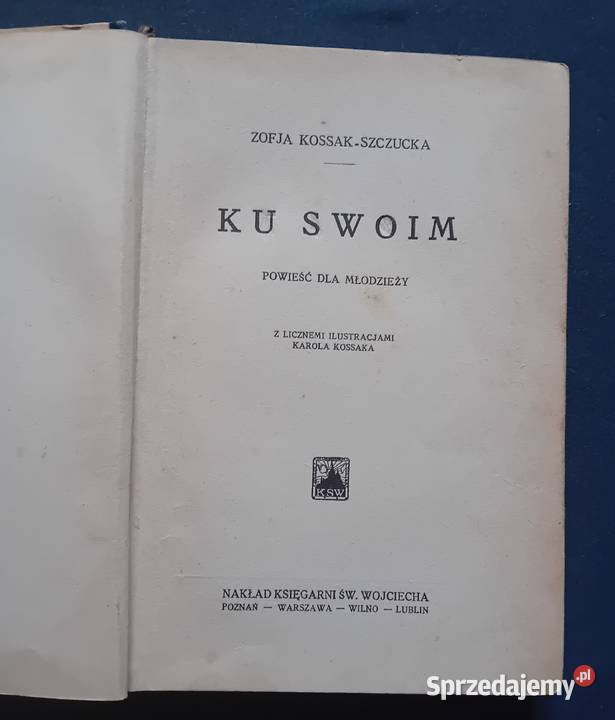 ZOFJA KOSSAK-SZCZUCKA
KU SWOIM
POWIEŚĆ DLA MŁODZIEŻY
Z LICZNEMI ILUSTRACJAMI
KAROLA KOSSAKA
KSW
NAKŁAD KSIĘGARNI ŚW. WOJCIECHA
POZNAŃ — WARSZAWA — WILNO — LUBLIN
Sprzedajemy.pl